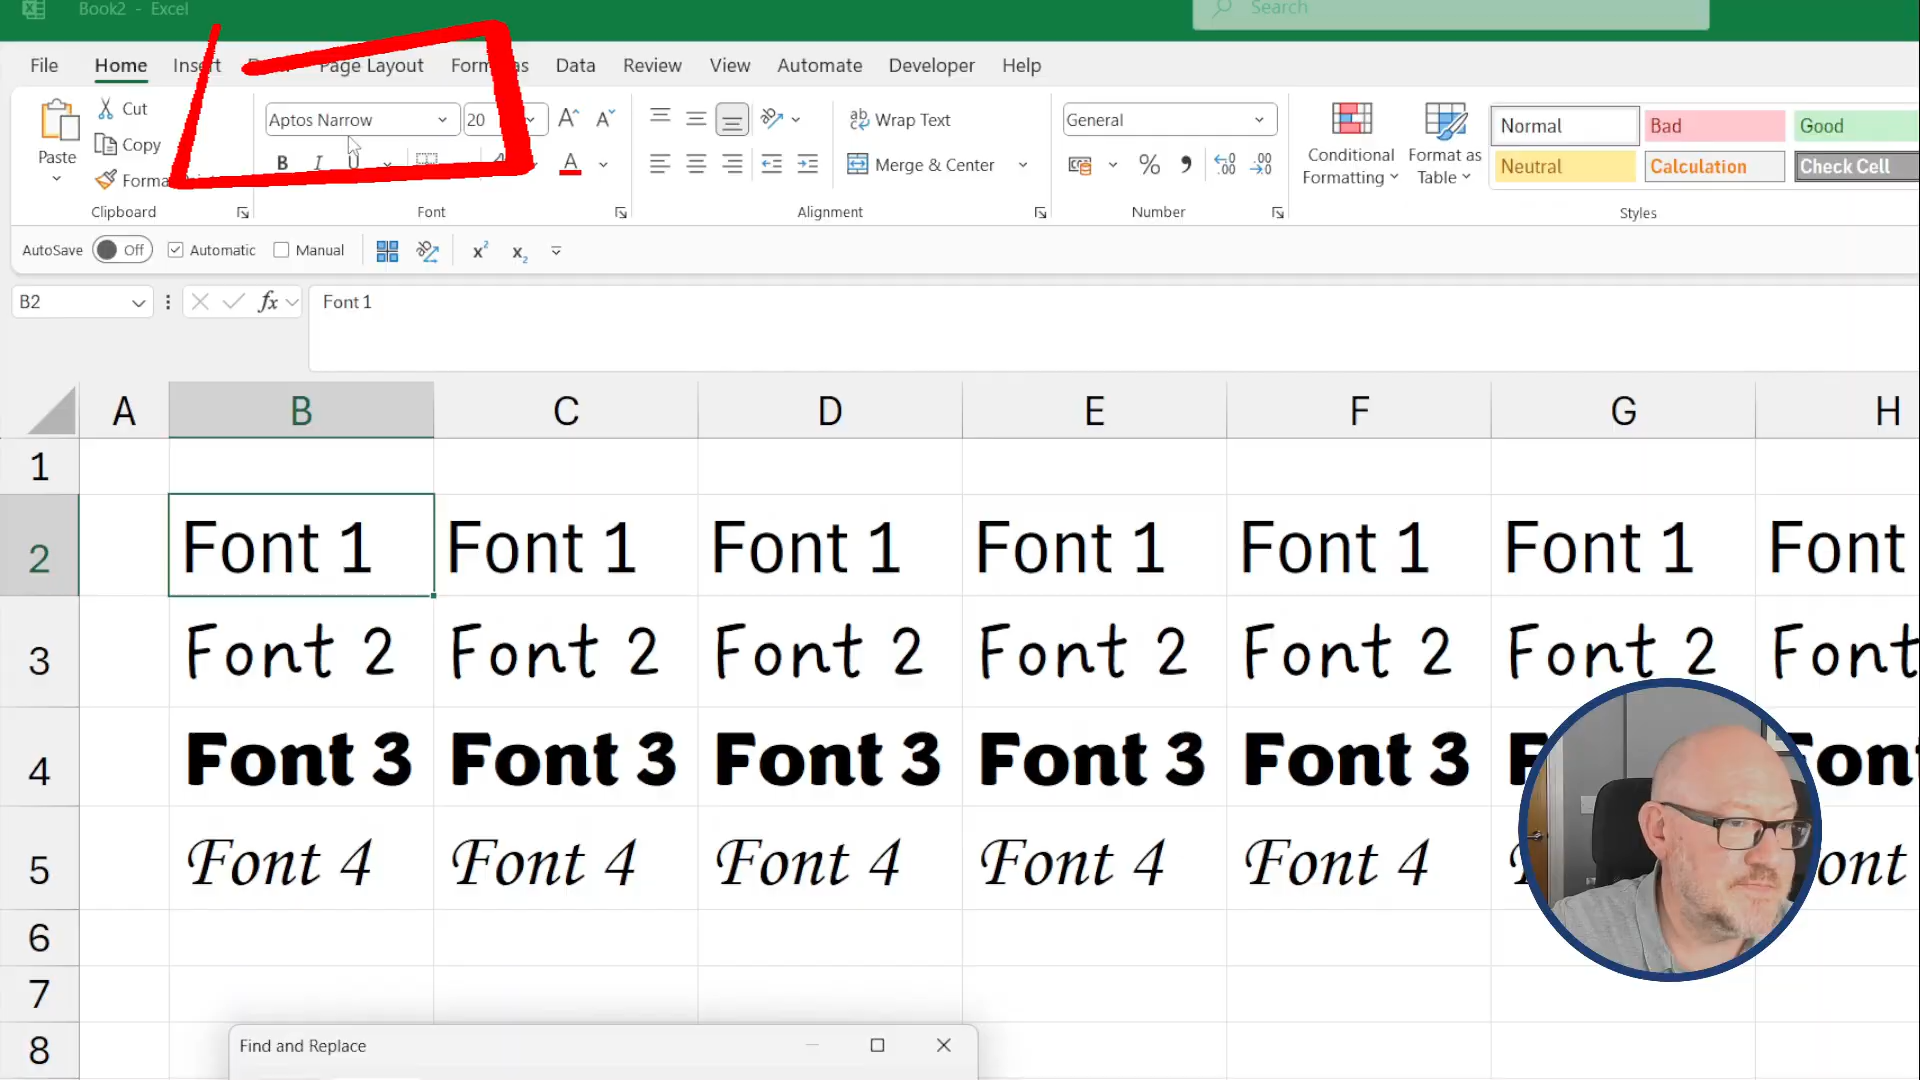 Book2 - Excel
Search
File Home Insert Page Layout Formulas Data Review View Automate Developer Help
Paste
Cut
Copy
Clipboard
Aptos Narrow 20
B I U A
Font
Wrap Text
Merge & Center
Alignment
General
% ,
Number
Conditional Formatting
Format as Table
Normal Bad Good
Neutral Calculation Check Cell
Styles
AutoSave Off Automatic Manual x² x₂
B2 fx Font 1
A B C D E F G H
1
2 Font 1 Font 1 Font 1 Font 1 Font 1 Font 1 Font
3 Font 2 Font 2 Font 2 Font 2 Font 2 Font 2 Font
4 Font 3 Font 3 Font 3 Font 3 Font 3
5 Font 4 Font 4 Font 4 Font 4 Font 4
6
7
8
Find and Replace